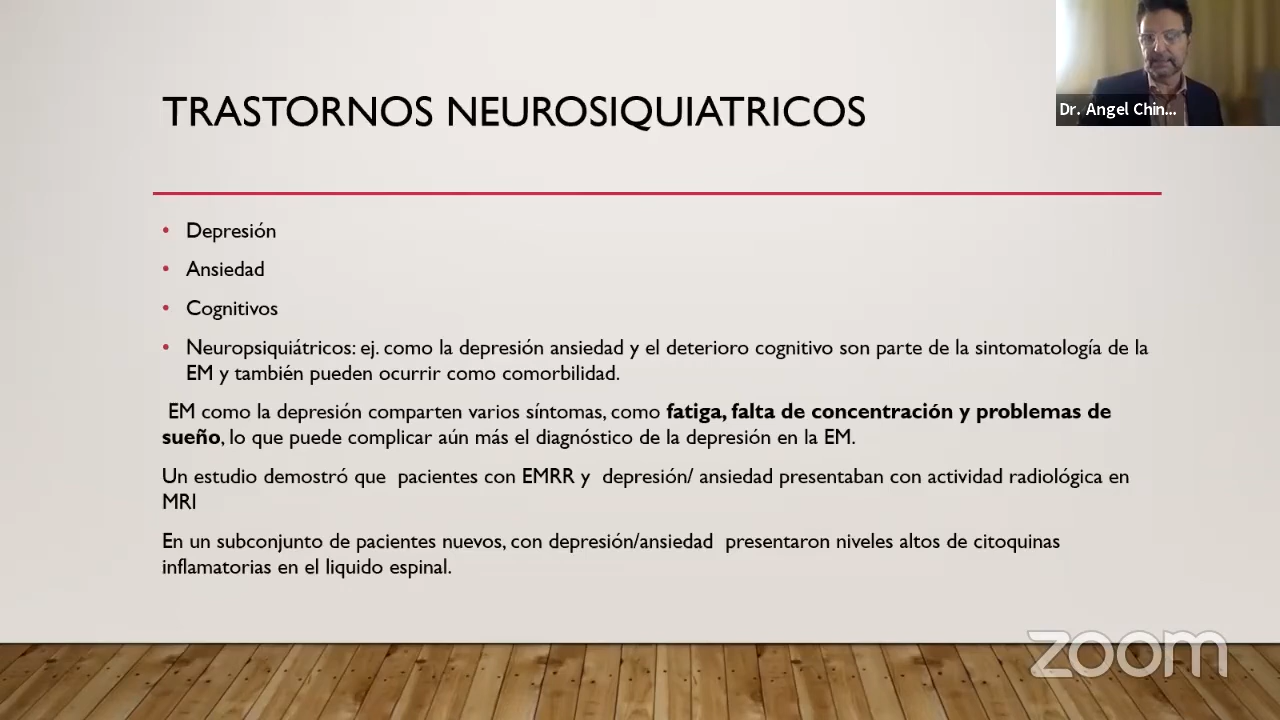 TRASTORNOS NEUROSIQUIATRICOS
Dr. Angel Chin...
• Depresión
• Ansiedad
• Cognitivos
• Neuropsiquiátricos: ej. como la depresión ansiedad y el deterioro cognitivo son parte de la sintomatología de la
EM y también pueden ocurrir como comorbilidad.
EM como la depresión comparten varios síntomas, como fatiga, falta de concentración y problemas de
sueño, lo que puede complicar aún más el diagnóstico de la depresión en la EM.
Un estudio demostró que pacientes con EMRR y depresión/ ansiedad presentaban con actividad radiológica en
MRI
En un subconjunto de pacientes nuevos, con depresión/ansiedad presentaron niveles altos de citoquinas
inflamatorias en el liquido espinal.
zoom